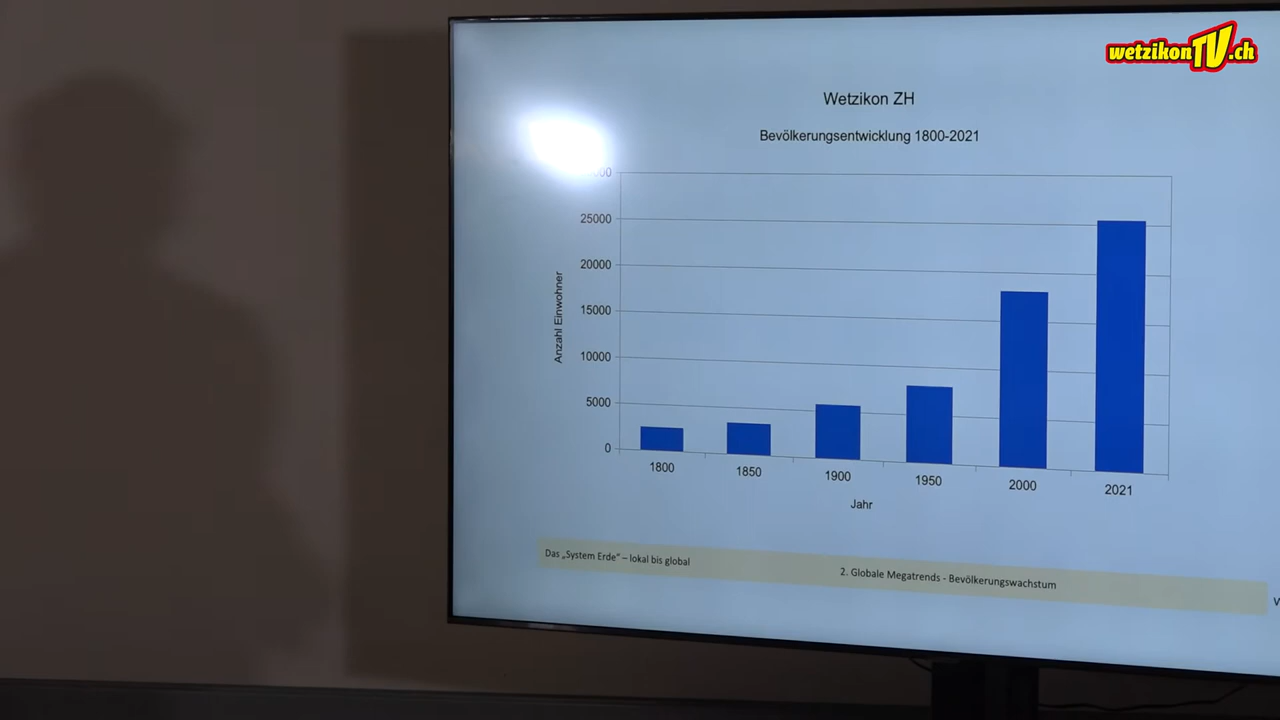 wetzikonTV.ch
Wetzikon ZH
Bevölkerungsentwicklung 1800-2021
25000
20000
15000
10000
5000
0
Anzahl Einwohner
1800
1850
1900
1950
2000
2021
Jahr
Das „System Erde“ – lokal bis global
2. Globale Megatrends - Bevölkerungswachstum